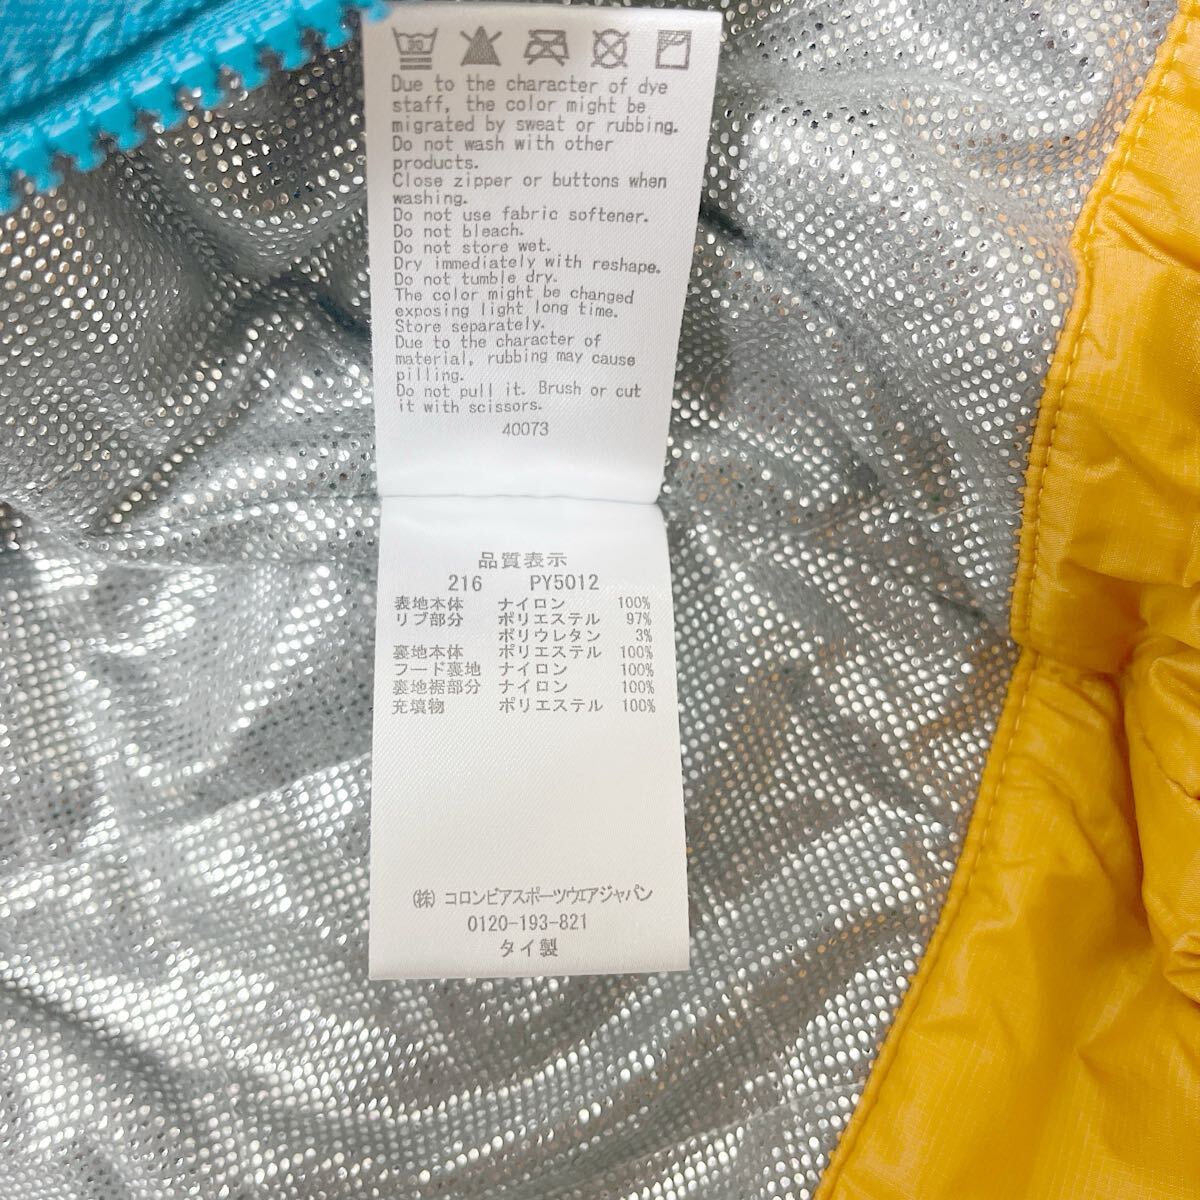 30
Due to the character of dye
staff, the color might be
migrated by sweat or rubbing.
Do not wash with other
products.
Close zipper or buttons when
washing.
Do not use fabric softener.
Do not bleach.
Do not store wet.
Dry immediately with reshape.
Do not tumble dry.
The color might be changed
exposing light long time.
Store separately.
Due to the character of
material, rubbing may cause
pilling.
Do not pull it. Brush or cut
it with scissors.
40073
品質表示
216 PY5012
表地本体 ナイロン 100%
リブ部分 ポリエステル 97%
ポリウレタン 3%
裏地本体 ポリエステル 100%
フード裏地 ナイロン 100%
裏地裾部分 ナイロン 100%
充填物 ポリエステル 100%
㈱ コロンビアスポーツウェアジャパン
0120-193-821
タイ製